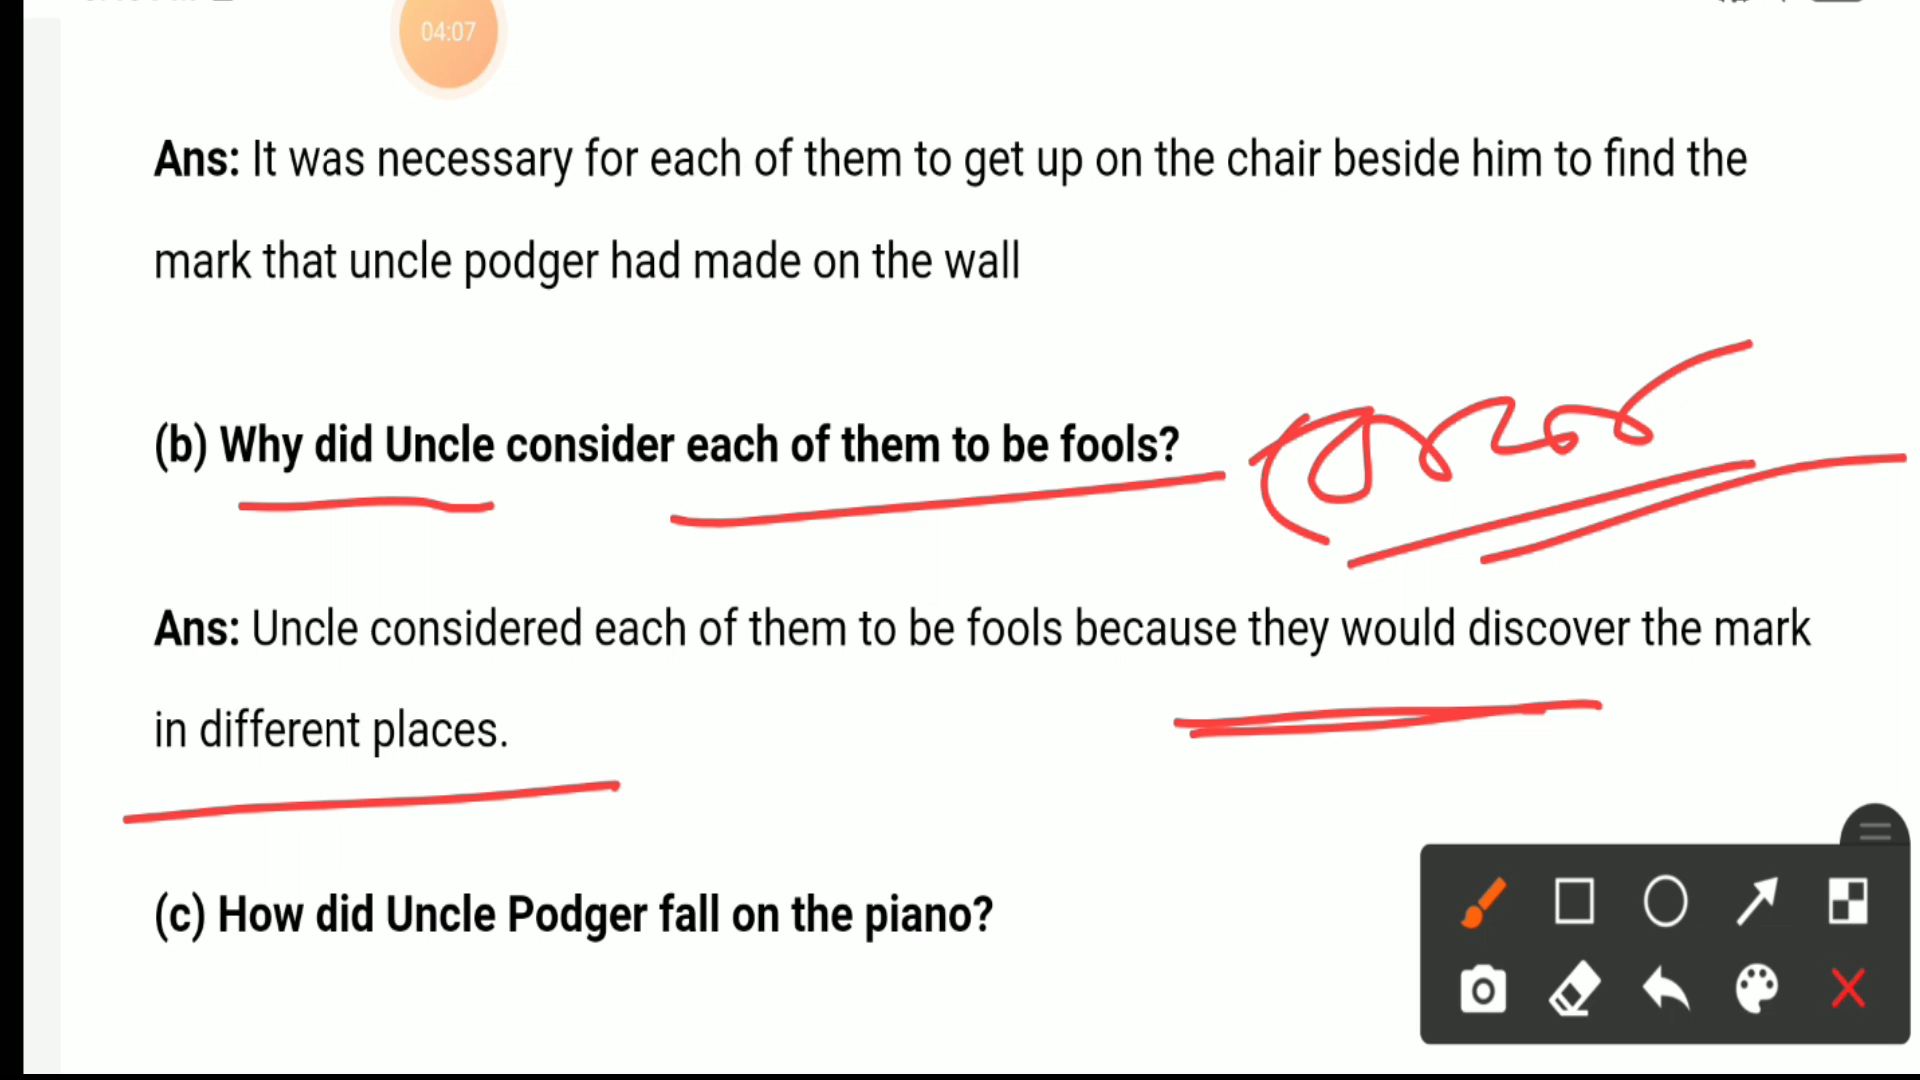 04:07
Ans: It was necessary for each of them to get up on the chair beside him to find the
mark that uncle podger had made on the wall
(b) Why did Uncle consider each of them to be fools?
Ans: Uncle considered each of them to be fools because they would discover the mark
in different places.
(c) How did Uncle Podger fall on the piano?